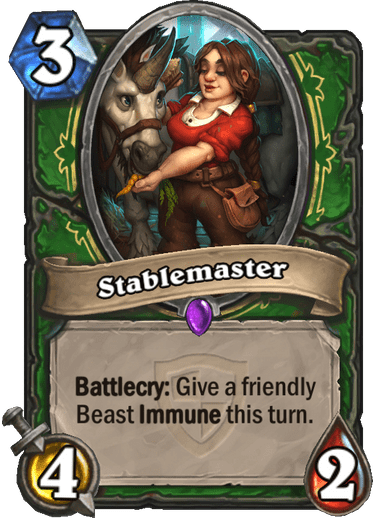 3
Stablemaster
Battlecry: Give a friendly
Beast Immune this turn.
4
2